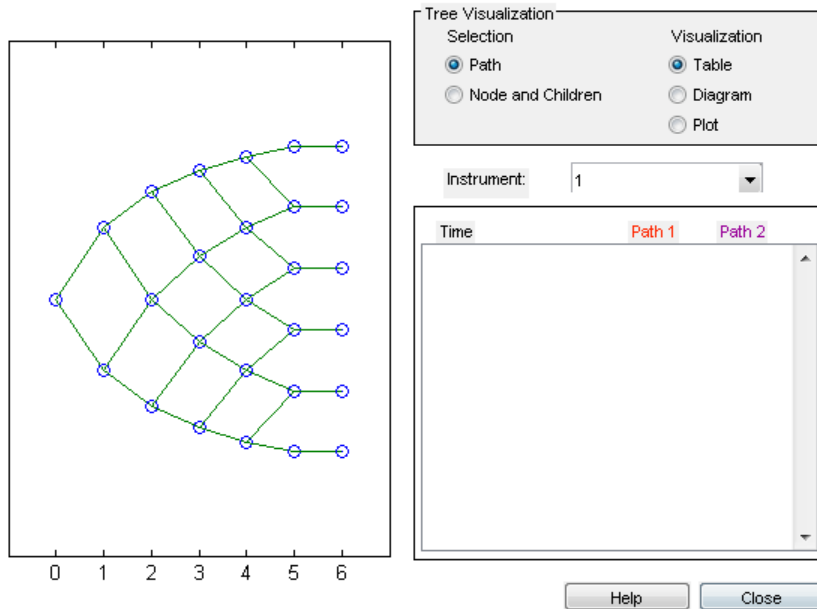 Tree Visualization
Selection Visualization
Path Table
Node and Children Diagram
Plot
Instrument: 1
Time Path 1 Path 2
0 1 2 3 4 5 6
Help Close